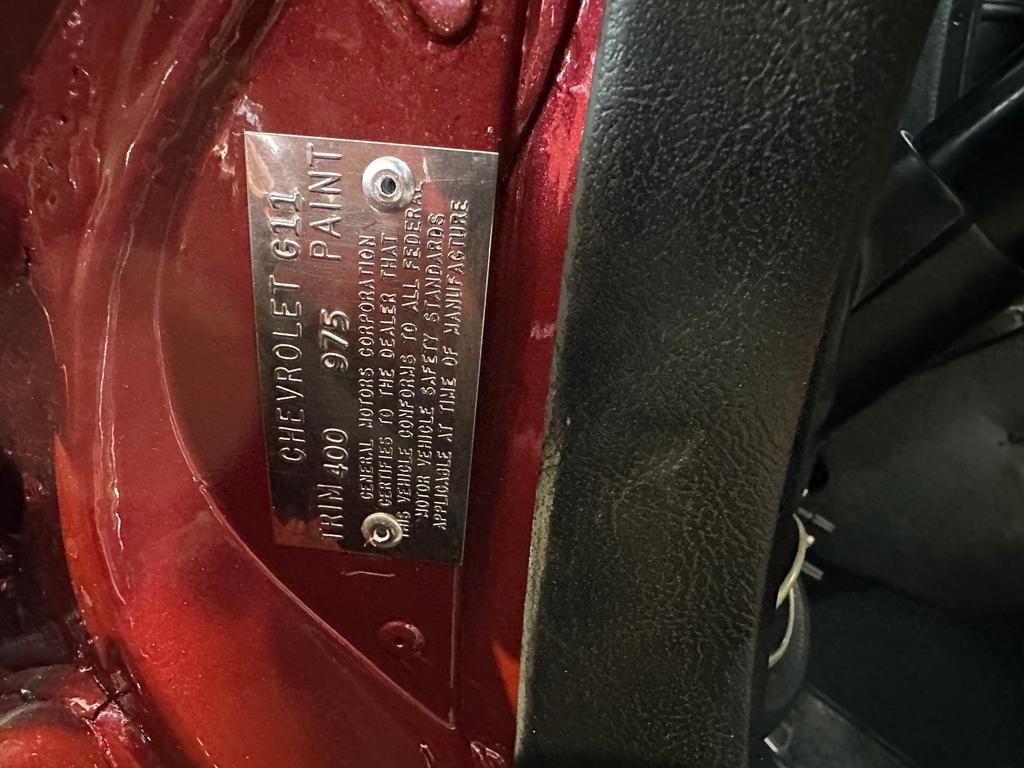 CHEVROLET G11
TRIM 400 975 PAINT
GENERAL MOTORS CORPORATION
CERTIFIES TO THE DEALER THAT
THIS VEHICLE CONFORMS TO ALL FEDERAL
MOTOR VEHICLE SAFETY STANDARDS
APPLICABLE AT TIME OF MANUFACTURE